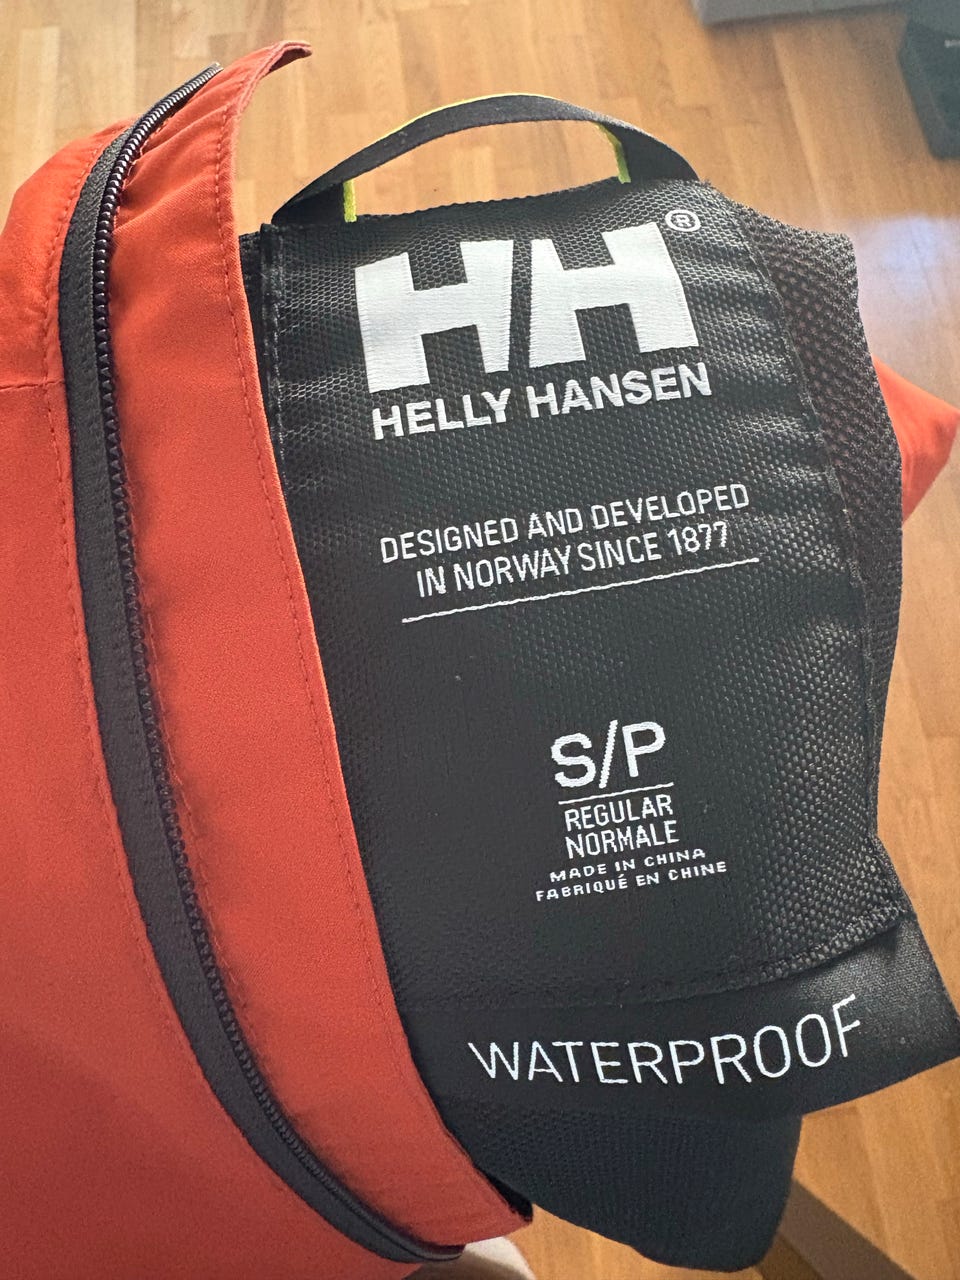 HH®
HELLY HANSEN
DESIGNED AND DEVELOPED
IN NORWAY SINCE 1877
S/P
REGULAR
NORMALE
MADE IN CHINA
FABRIQUÉ EN CHINE
WATERPROOF